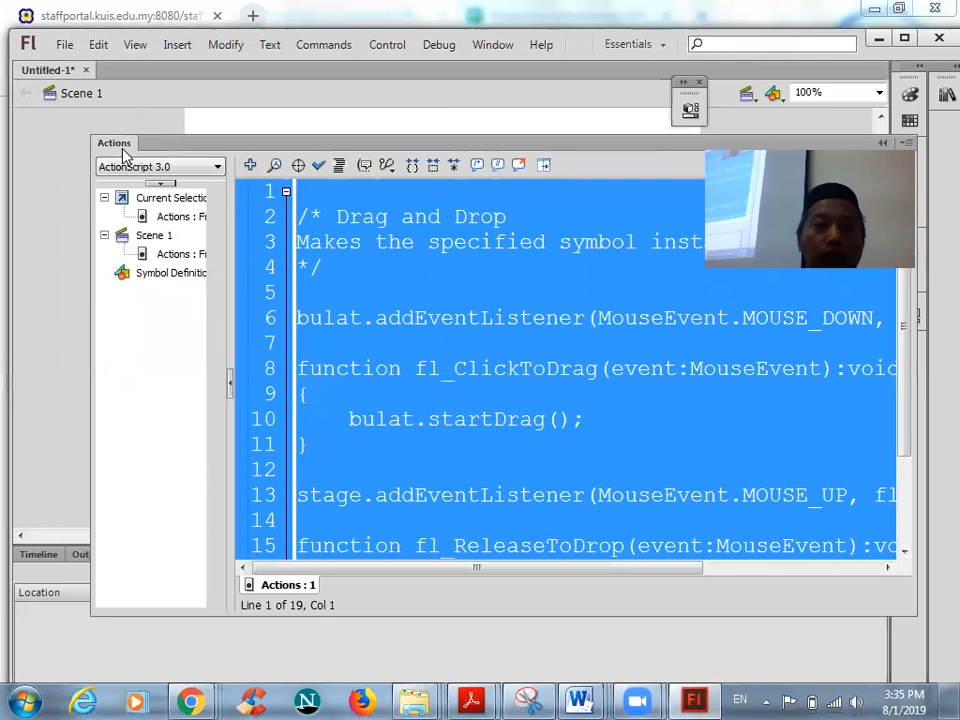 staffportal.kuis.edu.my:8080/staf
Fl File Edit View Insert Modify Text Commands Control Debug Window Help Essentials
Untitled-1*
Scene 1 100%
Actions
ActionScript 3.0
Current Selectio
Actions : Fr
Scene 1
Actions : Fr
Symbol Definitio
1
2 /* Drag and Drop
3 Makes the specified symbol inst
4 */
5
6 bulat.addEventListener(MouseEvent.MOUSE_DOWN,
7
8 function fl_ClickToDrag(event:MouseEvent):void
9 {
10 bulat.startDrag();
11 }
12
13 stage.addEventListener(MouseEvent.MOUSE_UP, fl
14
15 function fl_ReleaseToDrop(event:MouseEvent):vo
Actions : 1
Line 1 of 19, Col 1
Timeline Out
Location
EN
3:35 PM
8/1/2019